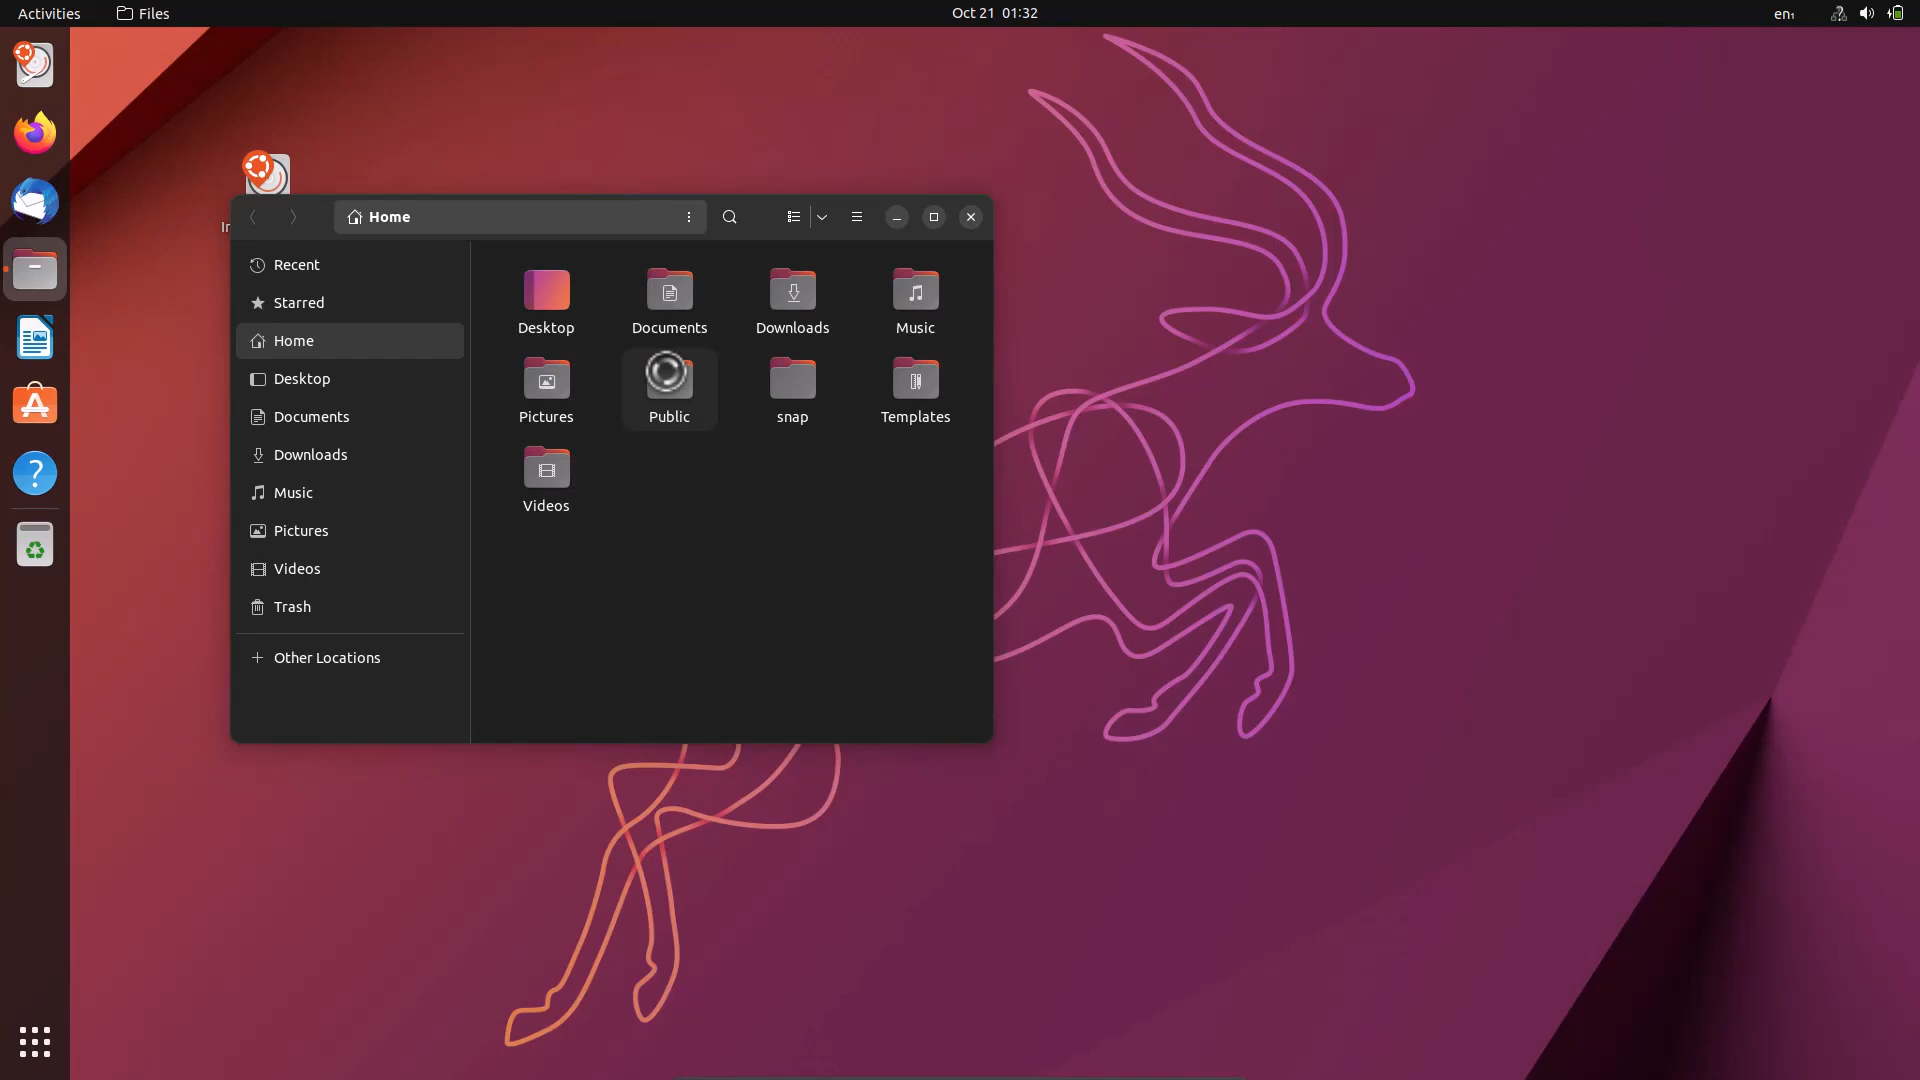 Activities
Files
Oct 21 01:32
en₁
Home
Recent
Starred
Home
Desktop
Documents
Downloads
Music
Pictures
Videos
Trash
Other Locations
Desktop
Documents
Downloads
Music
Pictures
Public
snap
Templates
Videos